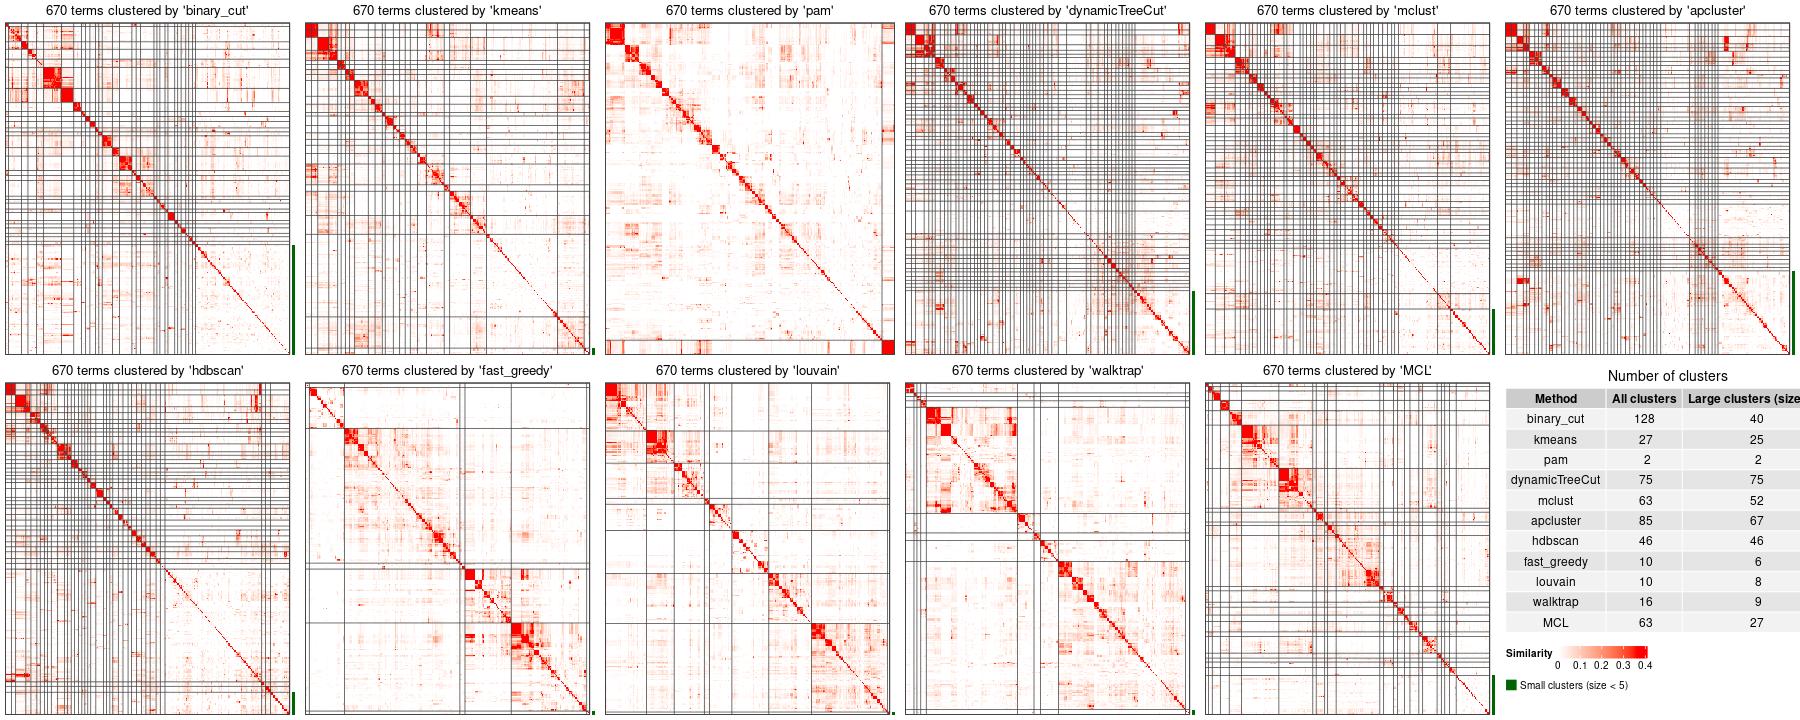 670 terms clustered by 'binary_cut'
670 terms clustered by 'kmeans'
670 terms clustered by 'pam'
670 terms clustered by 'dynamicTreeCut'
670 terms clustered by 'mclust'
670 terms clustered by 'apcluster'
670 terms clustered by 'hdbscan'
670 terms clustered by 'fast_greedy'
670 terms clustered by 'louvain'
670 terms clustered by 'walktrap'
670 terms clustered by 'MCL'
Number of clusters
Method All clusters Large clusters (size
binary_cut 128 40
kmeans 27 25
pam 2 2
dynamicTreeCut 75 75
mclust 63 52
apcluster 85 67
hdbscan 46 46
fast_greedy 10 6
louvain 10 8
walktrap 16 9
MCL 63 27
Similarity
0 0.1 0.2 0.3 0.4
Small clusters (size < 5)